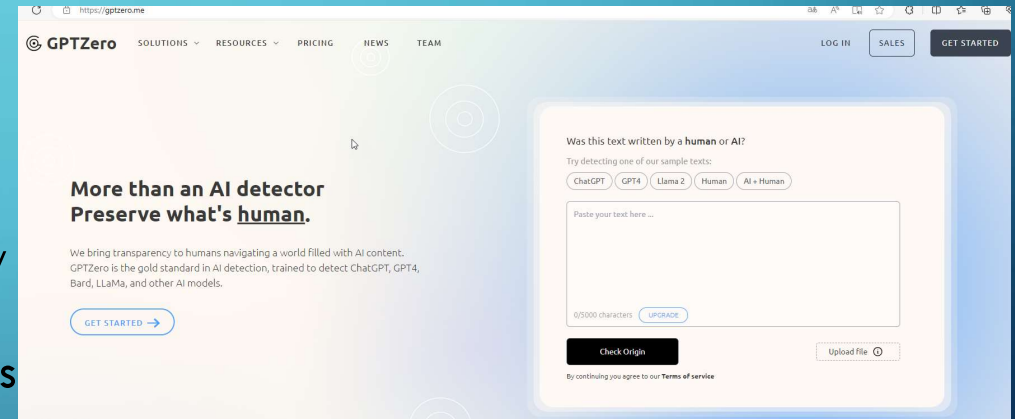 https://gptzero.me
GPTZero SOLUTIONS RESOURCES PRICING NEWS TEAM LOG IN SALES GET STARTED
More than an AI detector
Preserve what's human.
We bring transparency to humans navigating a world filled with AI content.
GPTZero is the gold standard in AI detection, trained to detect ChatGPT, GPT4,
Bard, LLaMa, and other AI models.
GET STARTED →
Was this text written by a human or AI?
Try detecting one of our sample texts:
ChatGPT GPT4 Llama 2 Human AI + Human
Paste your text here ...
0/5000 characters UPGRADE
Check Origin Upload file
By continuing you agree to our Terms of service